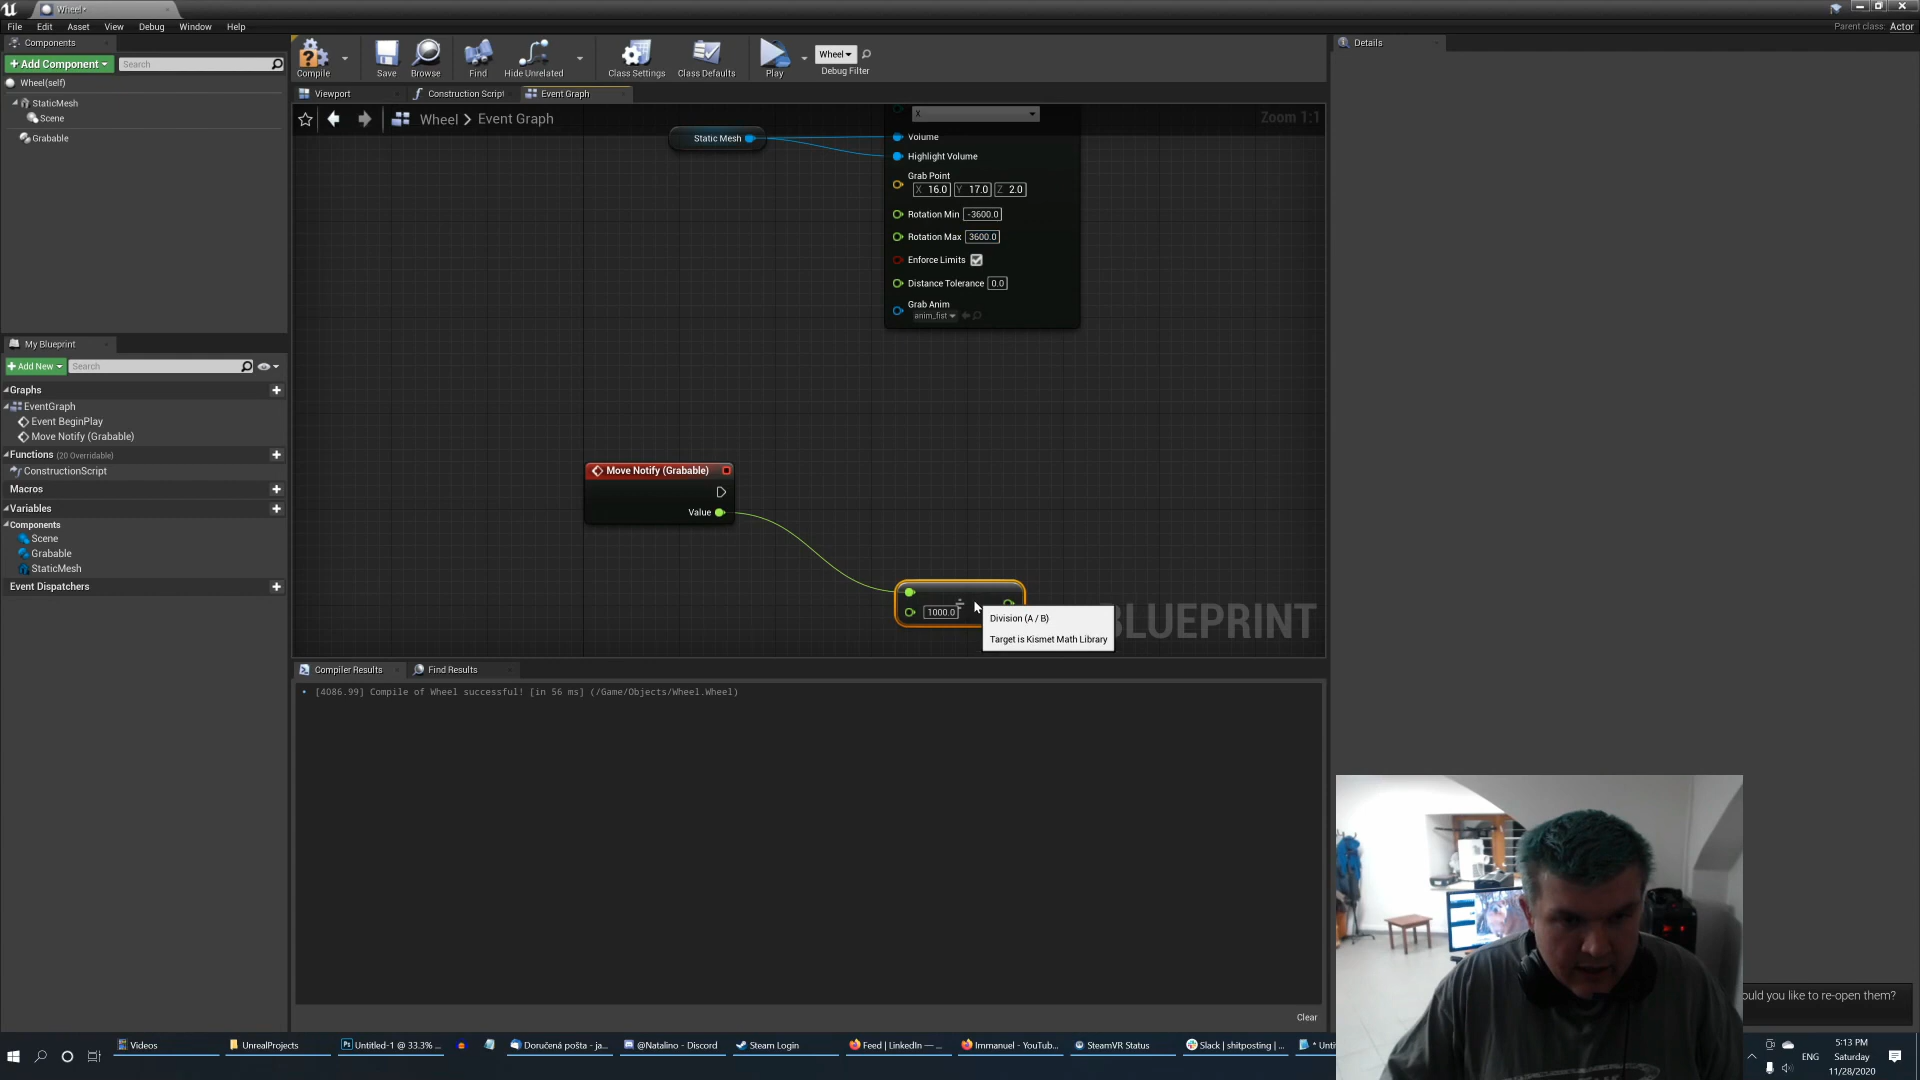 Wheel*
File Edit Asset View Window Debug Window Help
Parent class: Actor
Components
+ Add Component
Search
Wheel(self)
StaticMesh
Scene
Grabable
Compile
Save
Browse
Find
Hide Unrelated
Class Settings
Class Defaults
Play
Wheel
Debug Filter
Details
Viewport
Construction Script
Event Graph
Wheel > Event Graph
Zoom 1:1
X
Static Mesh
Volume
Highlight Volume
Grab Point
X 16.0 Y 17.0 Z 2.0
Rotation Min -3600.0
Rotation Max 3600.0
Enforce Limits
Distance Tolerance 0.0
Grab Anim
anim_fist
My Blueprint
+ Add New
Search
Graphs
EventGraph
Event BeginPlay
Move Notify (Grabable)
Functions (20 Overridable)
ConstructionScript
Macros
Variables
Components
Scene
Grabable
StaticMesh
Event Dispatchers
Move Notify (Grabable)
Value
1000.0
÷
Division (A / B)
Target is Kismet Math Library
BLUEPRINT
Compiler Results
Find Results
[4086.99] Compile of Wheel successful! [in 56 ms] (/Game/Objects/Wheel.Wheel)
Clear
ould you like to re-open them?
Videos
UnrealProjects
Untitled-1 @ 33.3% ...
Doručená pošta - ja...
@Natalino - Discord
Steam Login
Feed | LinkedIn — ...
Immanuel - YouTub...
SteamVR Status
Slack | shitposting | ...
* Unti
ENG
5:13 PM
Saturday
11/28/2020